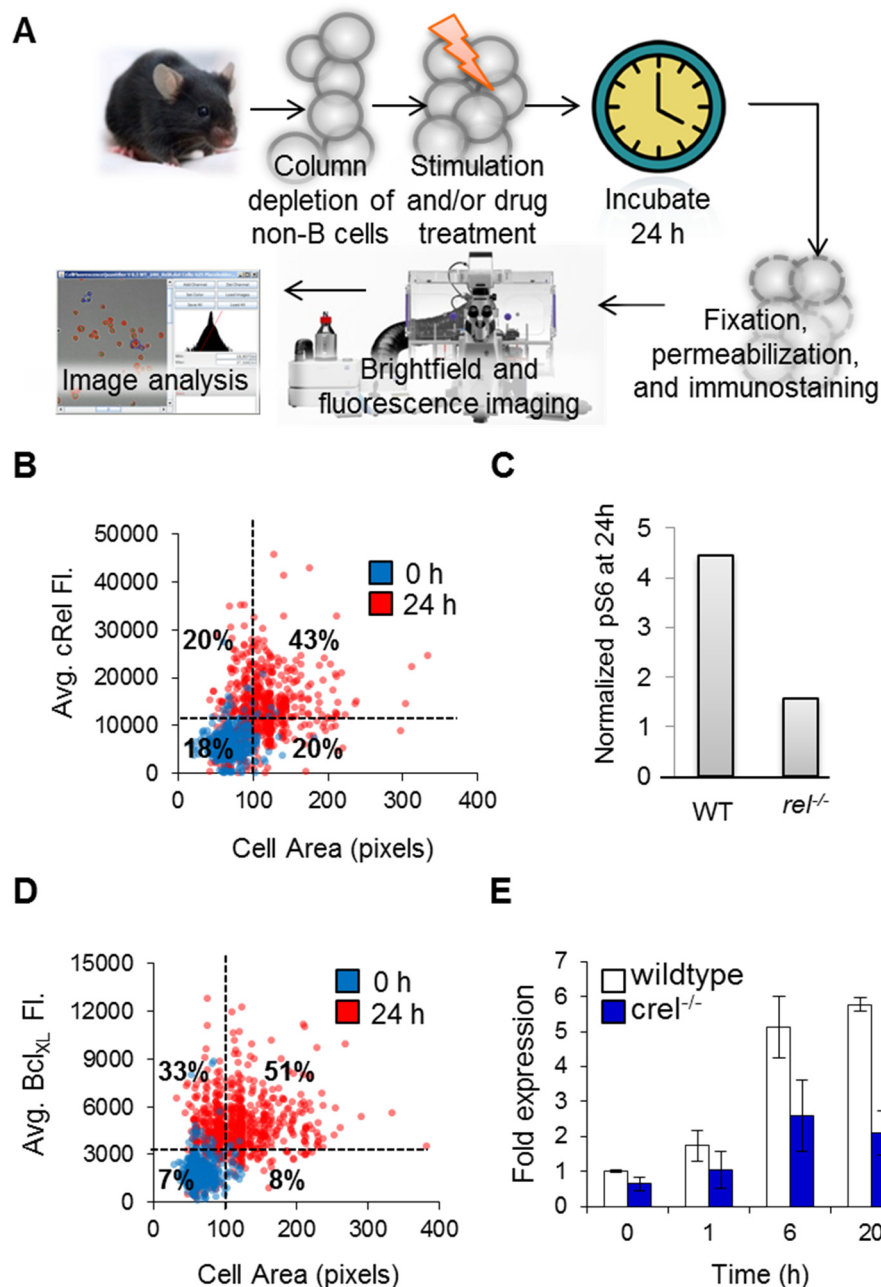 A
Column
depletion of
non-B cells
Stimulation
and/or drug
treatment
Incubate
24 h
Fixation,
permeabilization,
and immunostaining
Brightfield and
fluorescence imaging
Image analysis
B
50000
40000
30000
20000
10000
0
Avg. cRel Fl.
0 h
24 h
20%
43%
18%
20%
0
100
200
300
400
Cell Area (pixels)
C
5
4
3
2
1
0
Normalized pS6 at 24h
WT
rel-/-
D
15000
12000
9000
6000
3000
0
Avg. BclXL Fl.
0 h
24 h
33%
51%
7%
8%
0
100
200
300
400
Cell Area (pixels)
E
7
6
5
4
3
2
1
0
Fold expression
wildtype
crel-/-
0
1
6
20
Time (h)